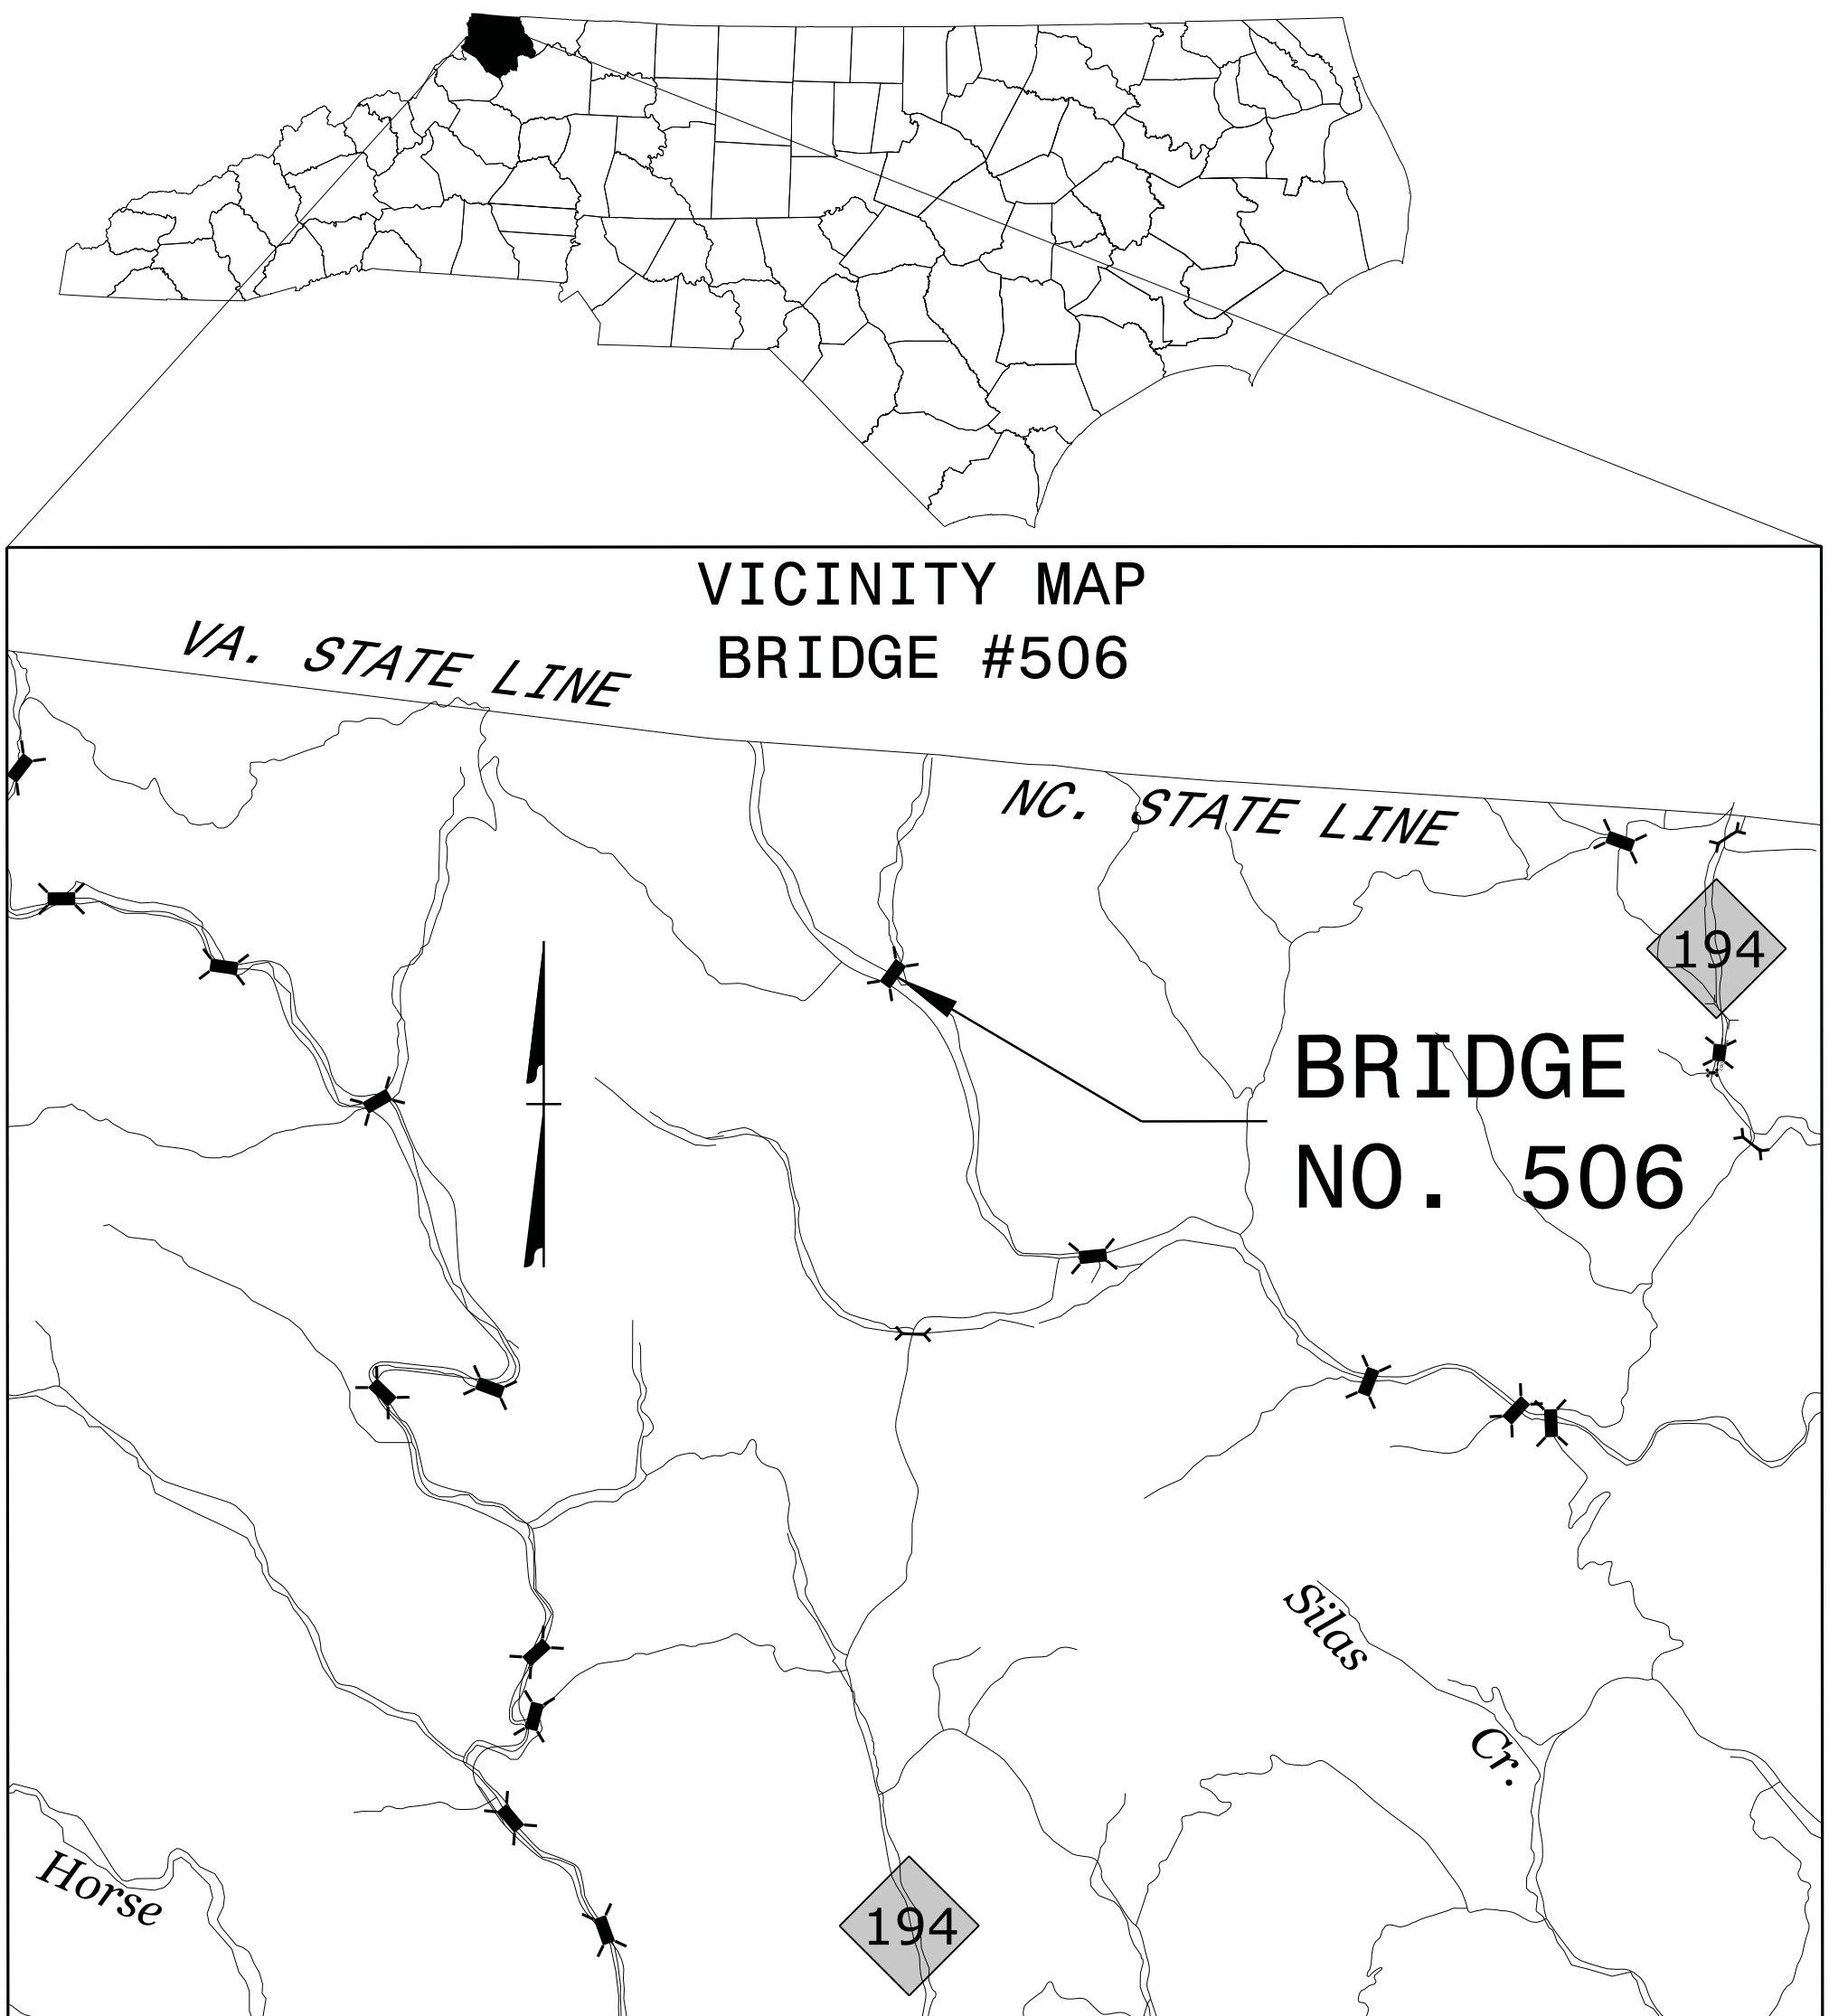 VICINITY MAP
BRIDGE #506
VA. STATE LINE
NC. STATE LINE
194
BRIDGE
NO. 506
Silas
Cr.
Horse
194